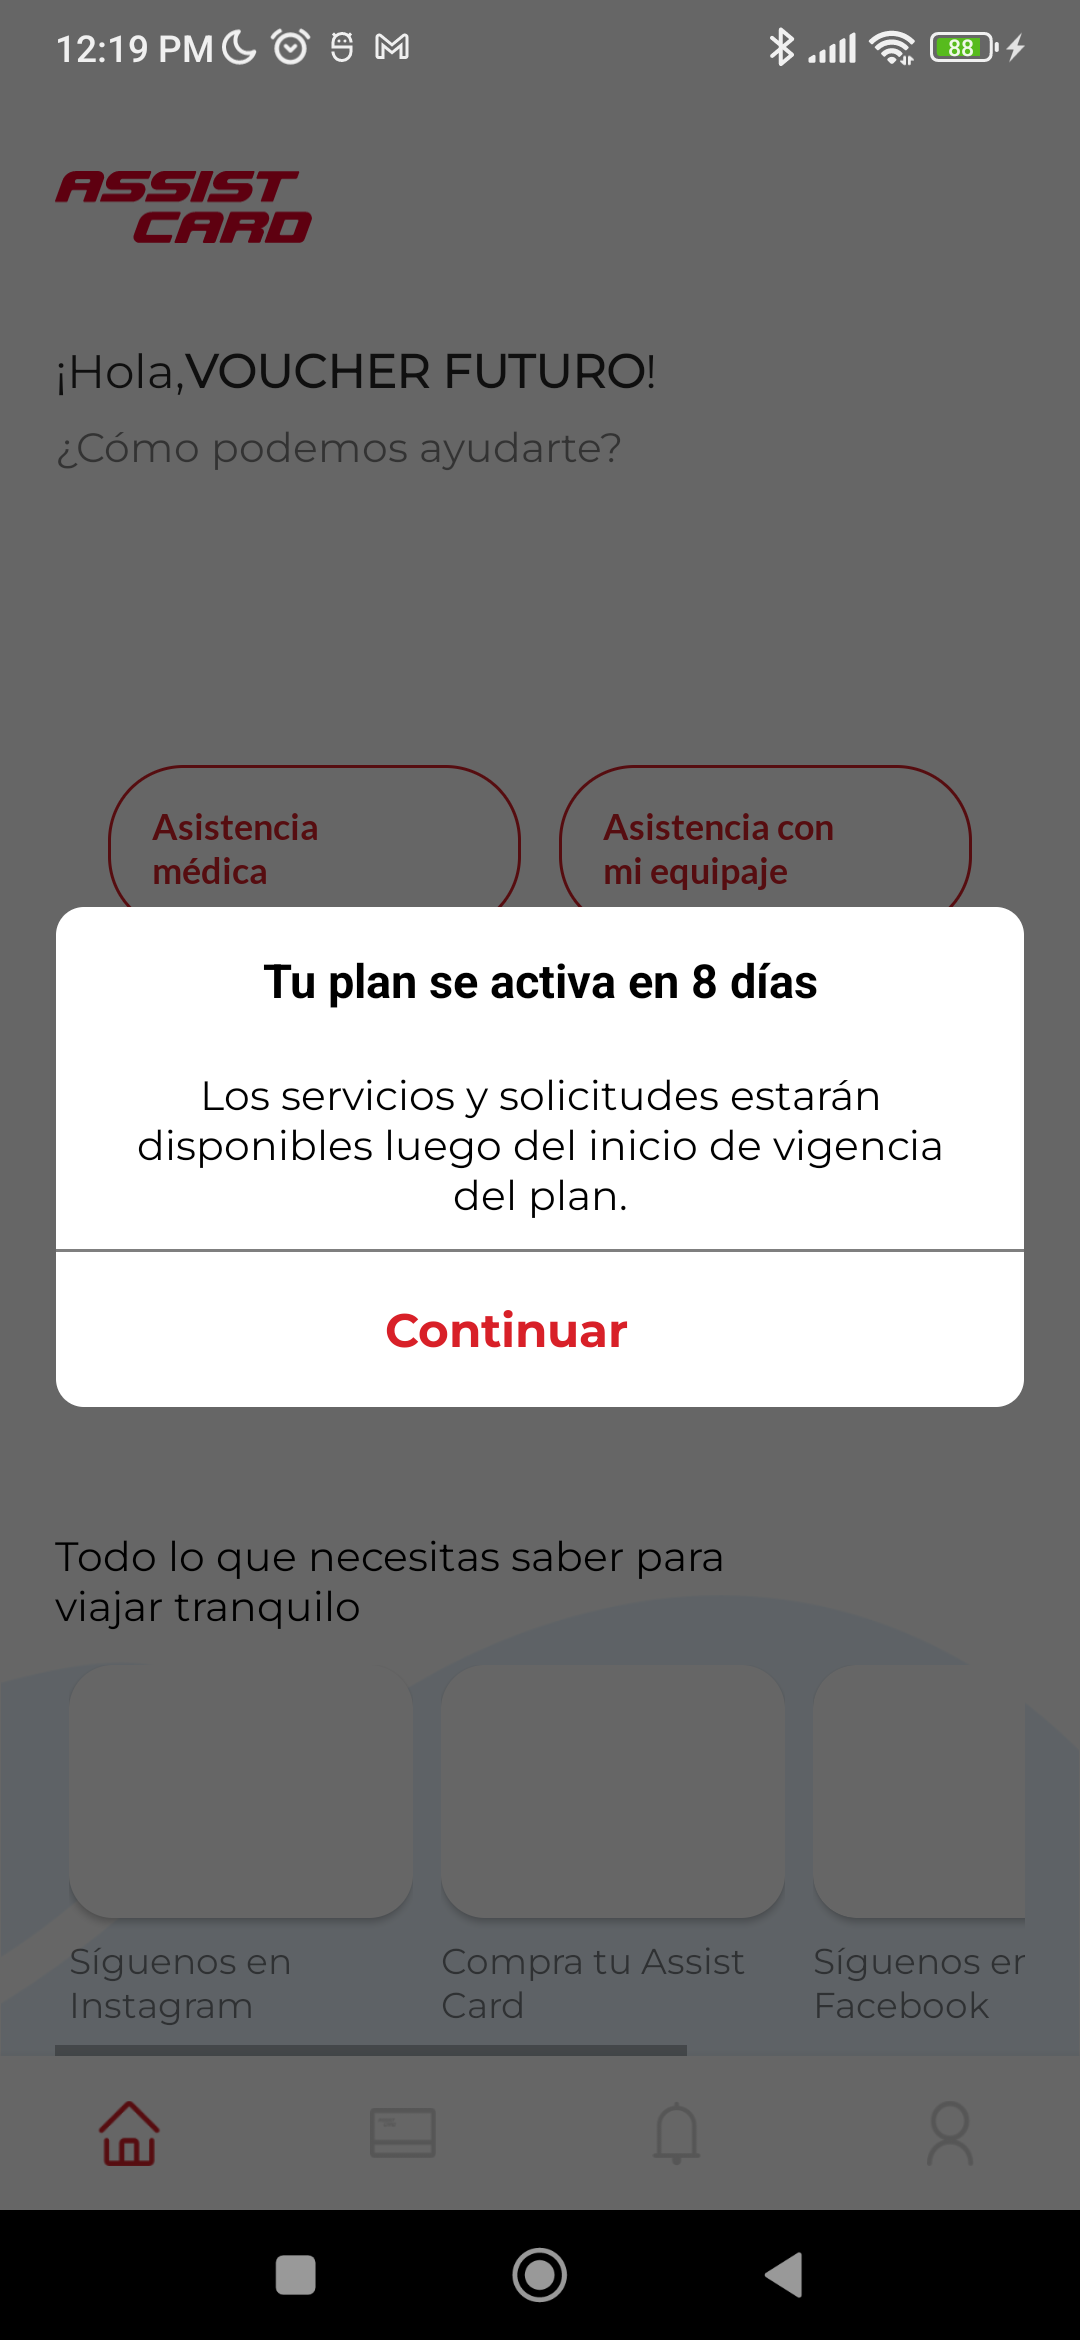 12:19 PM
88
ASSIST
CARD
¡Hola,VOUCHER FUTURO!
¿Cómo podemos ayudarte?
Asistencia
médica
Asistencia con
mi equipaje
Tu plan se activa en 8 días
Los servicios y solicitudes estarán
disponibles luego del inicio de vigencia
del plan.
Continuar
Todo lo que necesitas saber para
viajar tranquilo
Síguenos en
Instagram
Compra tu Assist
Card
Síguenos en
Facebook